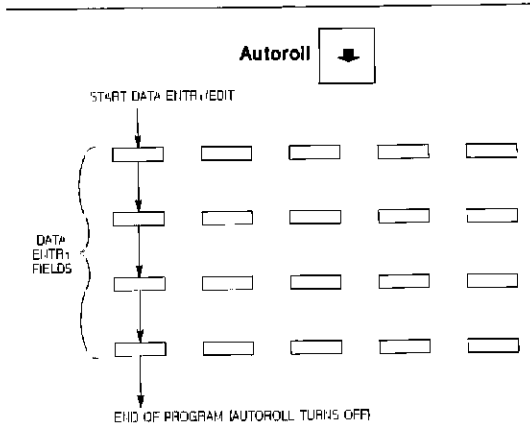 Autoroll
START DATA ENTRY/EDIT
DATA
ENTRY
FIELDS
END OF PROGRAM (AUTOROLL TURNS OFF)